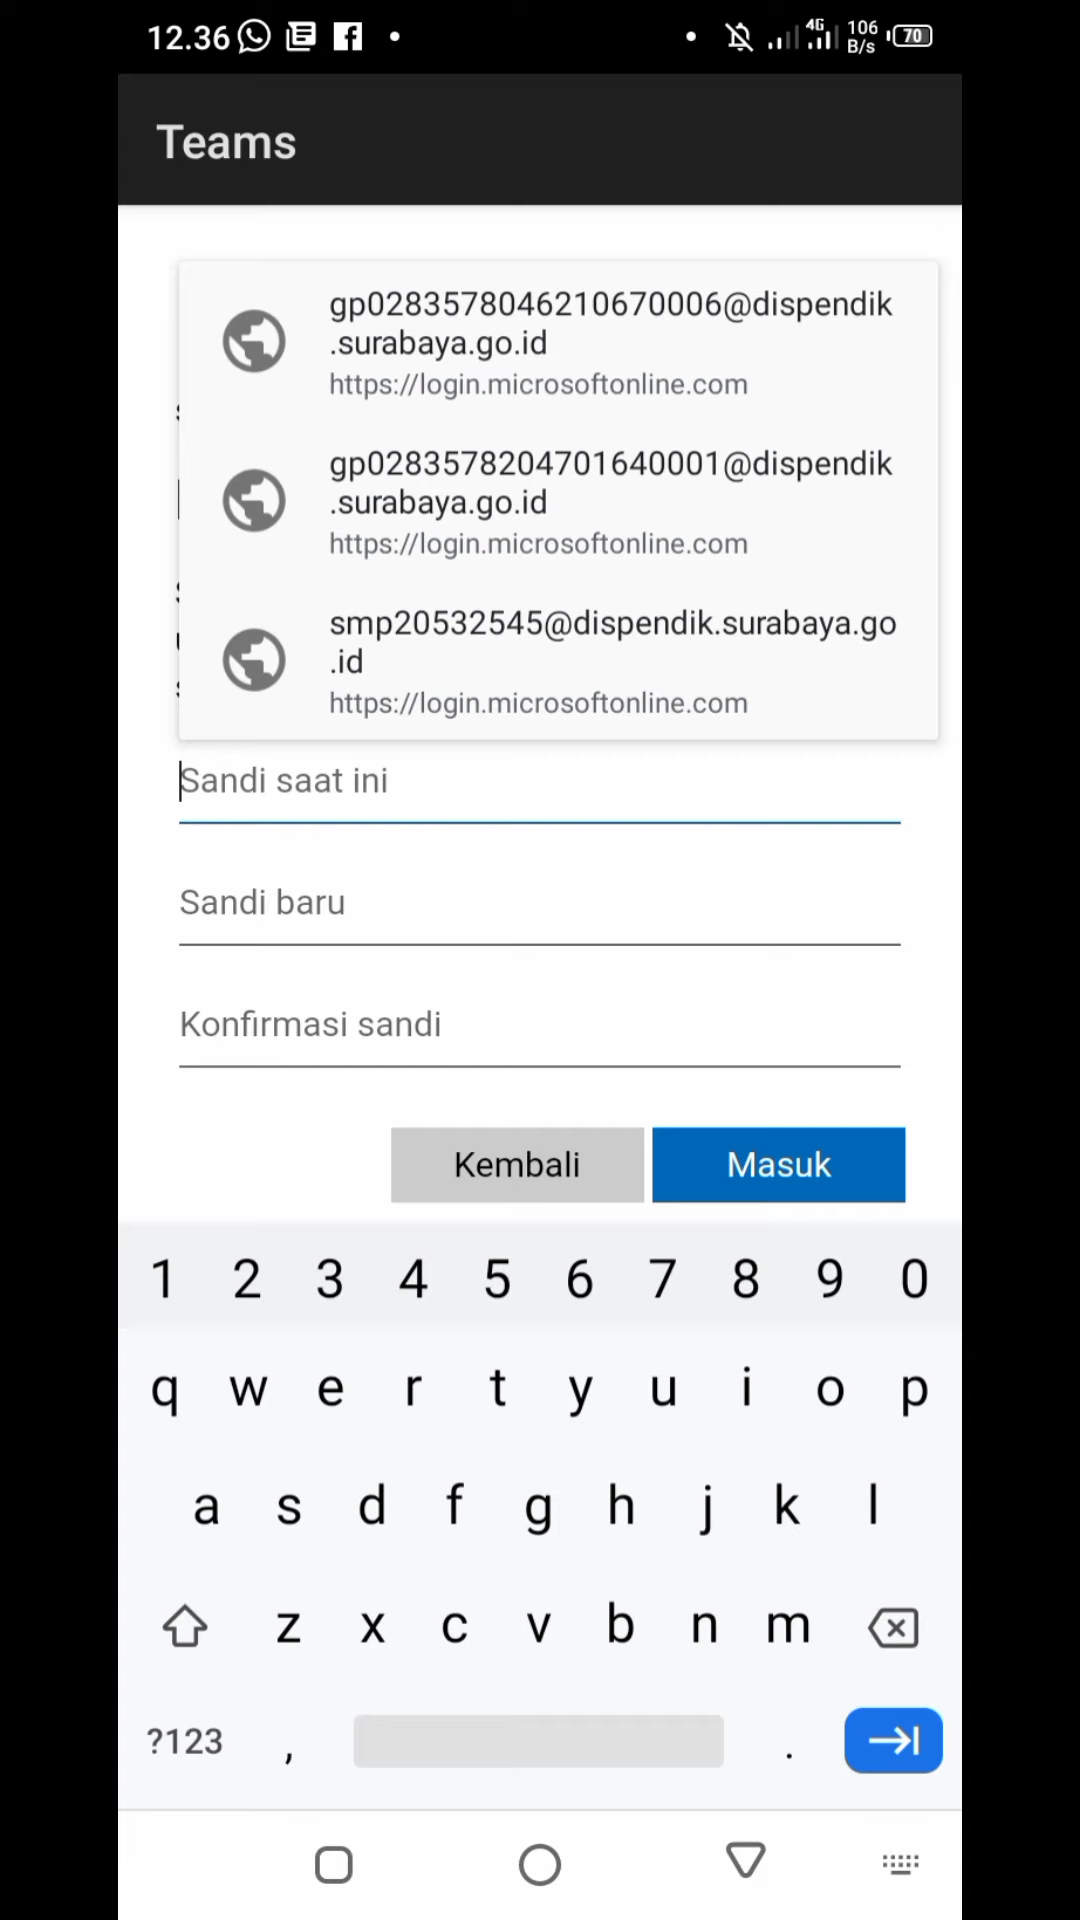 12.36
4G 106 B/s 70
Teams
gp0283578046210670006@dispendik
.surabaya.go.id
https://login.microsoftonline.com
gp0283578204701640001@dispendik
.surabaya.go.id
https://login.microsoftonline.com
smp20532545@dispendik.surabaya.go
.id
https://login.microsoftonline.com
Sandi saat ini
Sandi baru
Konfirmasi sandi
Kembali Masuk
1 2 3 4 5 6 7 8 9 0
q w e r t y u i o p
a s d f g h j k l
z x c v b n m
?123 , .